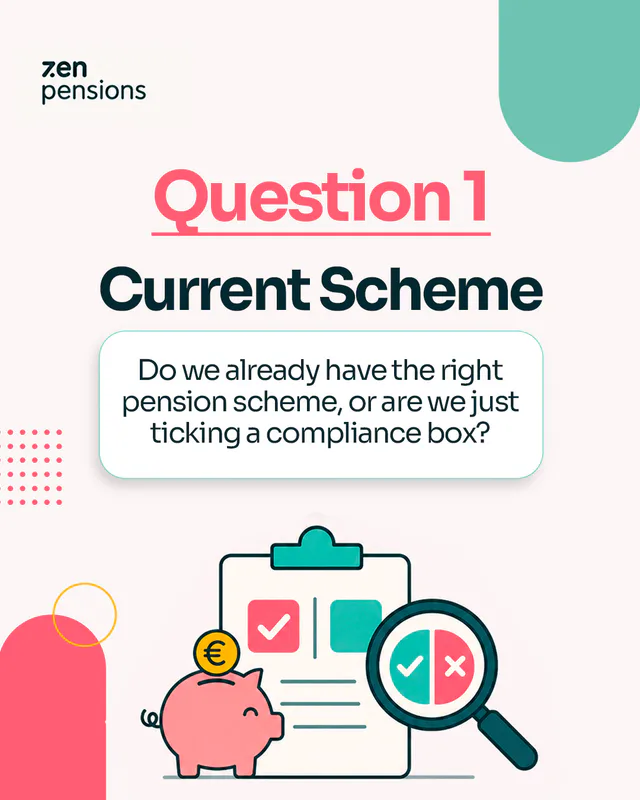 zen
pensions
Question 1
Current Scheme
Do we already have the right
pension scheme, or are we just
ticking a compliance box?
€